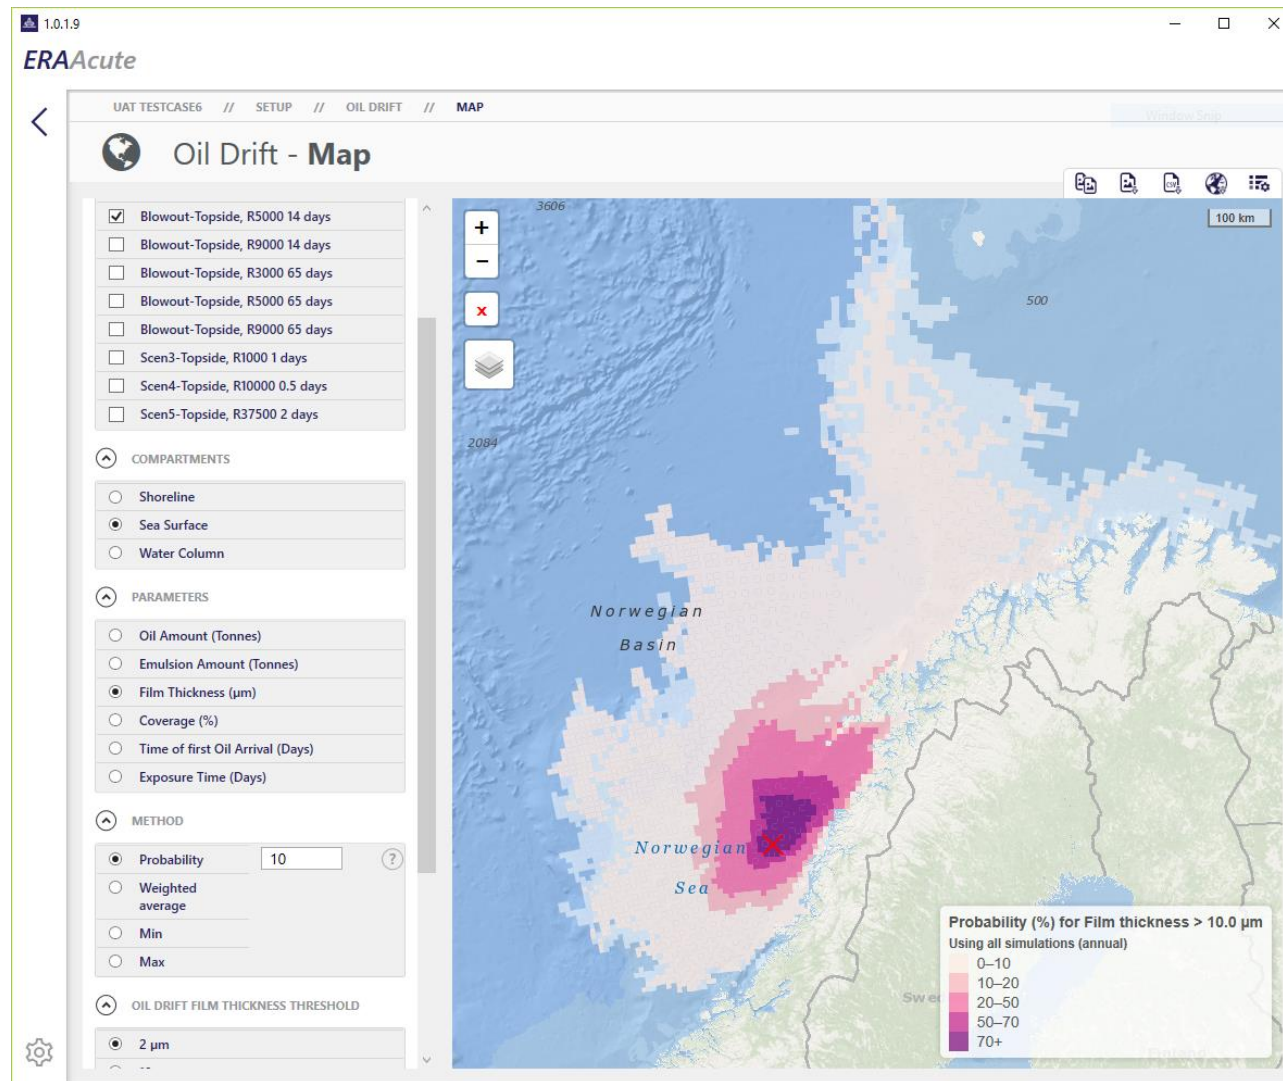 1.0.1.9
ERAAcute
UAT TESTCASE6 // SETUP // OIL DRIFT // MAP
Window Snip
Oil Drift - Map
CSV
Blowout-Topside, R5000 14 days
Blowout-Topside, R9000 14 days
Blowout-Topside, R3000 65 days
Blowout-Topside, R5000 65 days
Blowout-Topside, R9000 65 days
Scen3-Topside, R1000 1 days
Scen4-Topside, R10000 0.5 days
Scen5-Topside, R37500 2 days
COMPARTMENTS
Shoreline
Sea Surface
Water Column
PARAMETERS
Oil Amount (Tonnes)
Emulsion Amount (Tonnes)
Film Thickness (µm)
Coverage (%)
Time of first Oil Arrival (Days)
Exposure Time (Days)
METHOD
Probability 10 ?
Weighted
average
Min
Max
OIL DRIFT FILM THICKNESS THRESHOLD
2 µm
+
−
x
3606
100 km
500
2084
Norwegian
Basin
Norwegian
Sea
Probability (%) for Film thickness > 10.0 µm
Using all simulations (annual)
0–10
10–20
20–50
50–70
70+